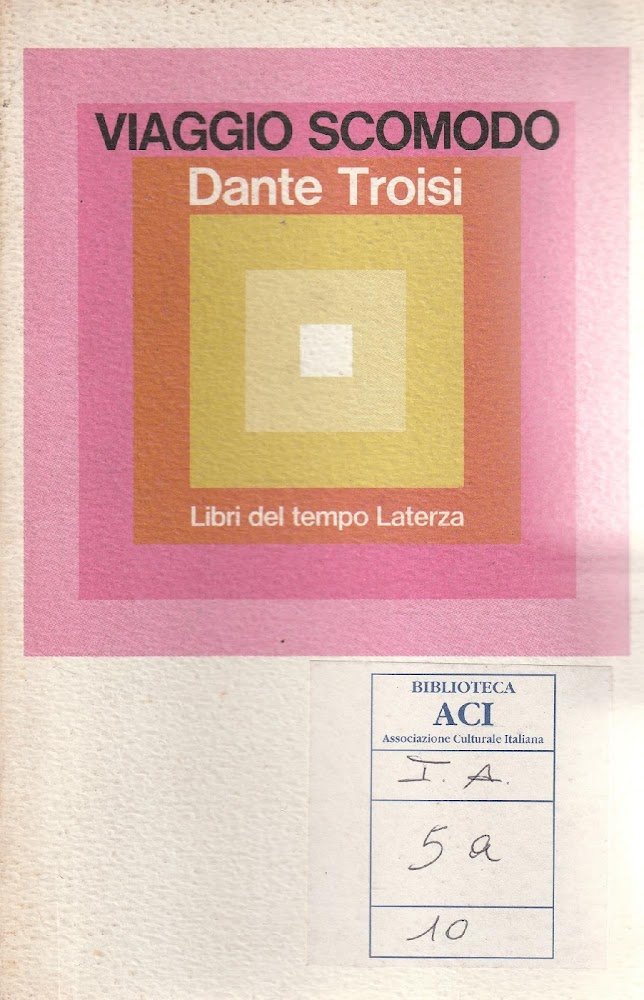 VIAGGIO SCOMODO
Dante Troisi
Libri del tempo Laterza
BIBLIOTECA
ACI
Associazione Culturale Italiana
I. A.
5 a
10